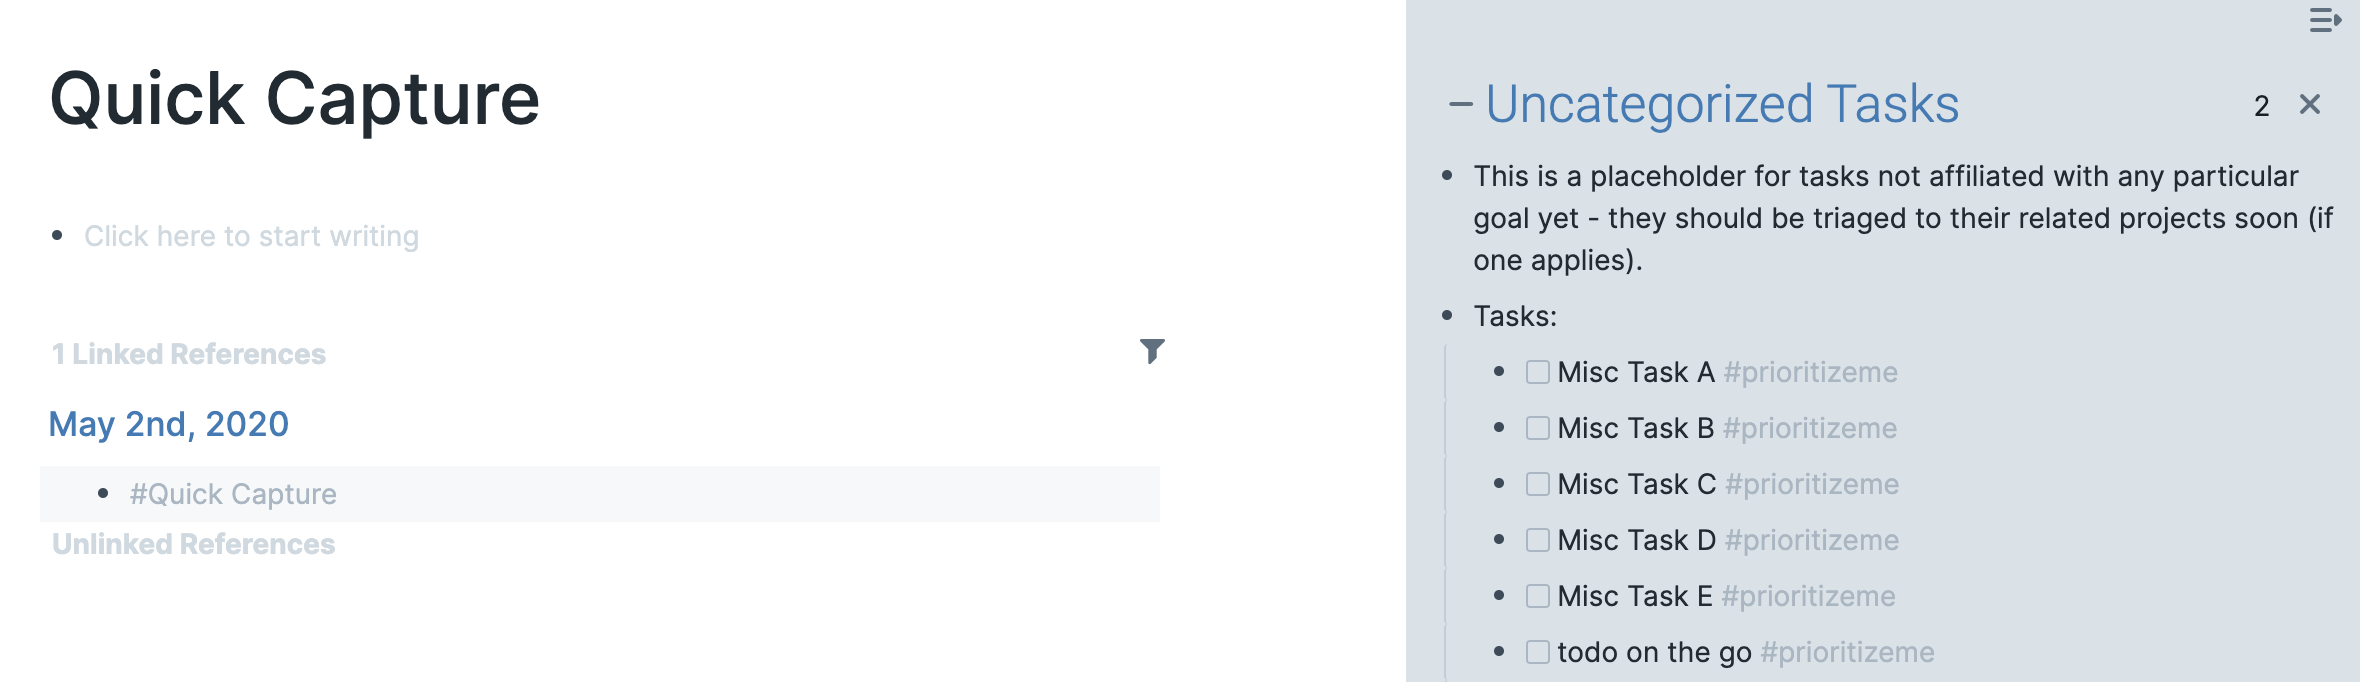 Quick Capture
Click here to start writing
1 Linked References
May 2nd, 2020
#Quick Capture
Unlinked References
Uncategorized Tasks
2
This is a placeholder for tasks not affiliated with any particular
goal yet - they should be triaged to their related projects soon (if
one applies).
Tasks:
Misc Task A #prioritizeme
Misc Task B #prioritizeme
Misc Task C #prioritizeme
Misc Task D #prioritizeme
Misc Task E #prioritizeme
todo on the go #prioritizeme